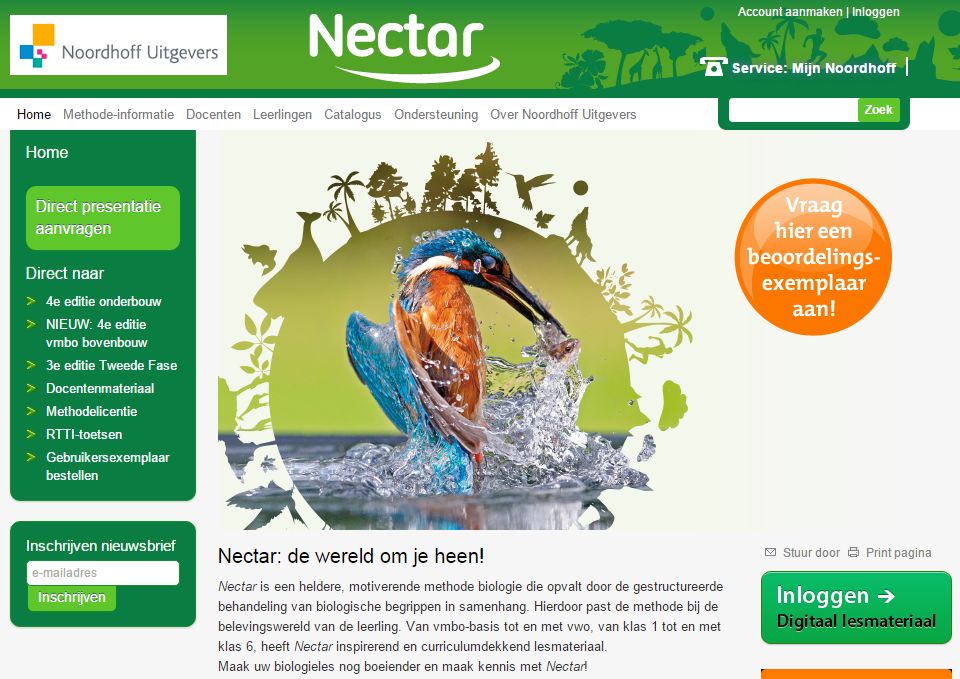 Noordhoff Uitgevers
Nectar
Account aanmaken | Inloggen
Service: Mijn Noordhoff
Home Methode-informatie Docenten Leerlingen Catalogus Ondersteuning Over Noordhoff Uitgevers
Zoek
Home
Direct presentatie
aanvragen
Direct naar
> 4e editie onderbouw
> NIEUW: 4e editie
vmbo bovenbouw
> 3e editie Tweede Fase
> Docentenmateriaal
> Methodelicentie
> RTTI-toetsen
> Gebruikersexemplaar
bestellen
Inschrijven nieuwsbrief
e-mailadres
Inschrijven
Vraag
hier een
beoordelings-
exemplaar
aan!
Nectar: de wereld om je heen!
Nectar is een heldere, motiverende methode biologie die opvalt door de gestructureerde
behandeling van biologische begrippen in samenhang. Hierdoor past de methode bij de
belevingswereld van de leerling. Van vmbo-basis tot en met vwo, van klas 1 tot en met
klas 6, heeft Nectar inspirerend en curriculumdekkend lesmateriaal.
Maak uw biologieles nog boeiender en maak kennis met Nectar!
Stuur door Print pagina
Inloggen →
Digitaal lesmateriaal